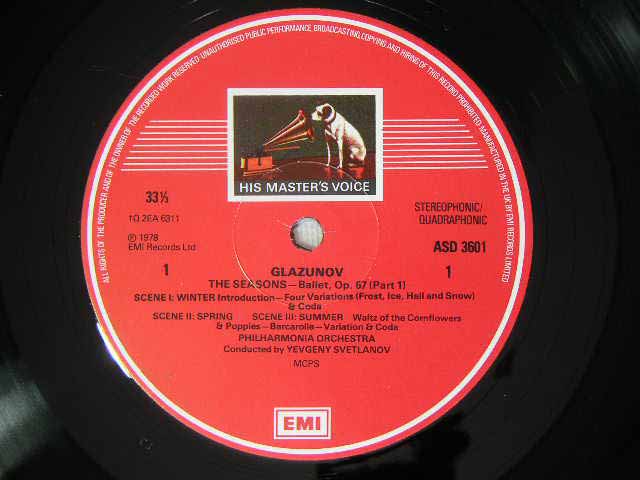 ALL RIGHTS OF THE PRODUCER AND OF THE OWNER OF THE RECORDED WORK RESERVED·UNAUTHORISED PUBLIC PERFORMANCE BROADCASTING, COPYING AND HIRING OF THIS RECORD PROHIBITED MANUFACTURED IN THE UK BY EMI RECORDS LIMITED
HIS MASTER'S VOICE
33⅓
1Q 2EA 6311
℗ 1978
EMI Records Ltd
STEREOPHONIC/
QUADRAPHONIC
ASD 3601
1 GLAZUNOV 1
THE SEASONS—Ballet, Op. 67 (Part 1)
SCENE I: WINTER Introduction—Four Variations (Frost, Ice, Hail and Snow)
& Coda
SCENE II: SPRING SCENE III: SUMMER Waltz of the Cornflowers
& Poppies—Barcarolle—Variation & Coda
PHILHARMONIA ORCHESTRA
Conducted by YEVGENY SVETLANOV
MCPS
EMI